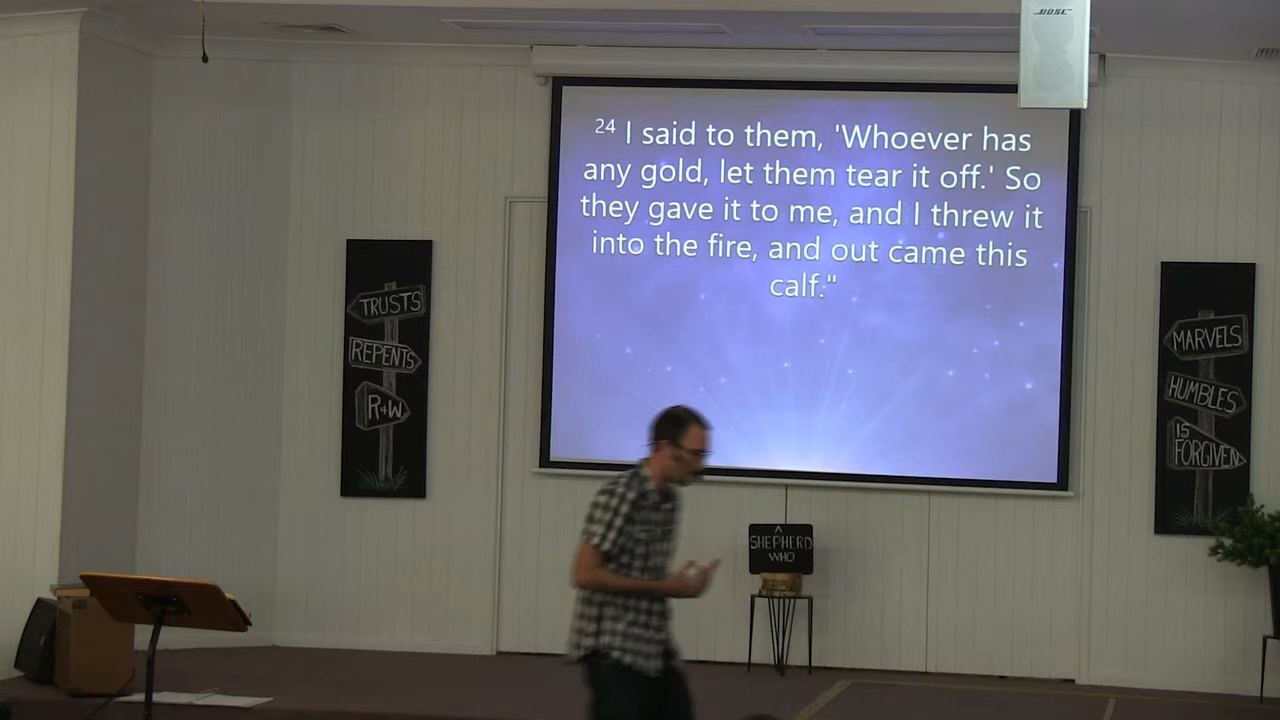 BOSE
24 I said to them, 'Whoever has
any gold, let them tear it off.' So
they gave it to me, and I threw it
into the fire, and out came this
calf."
TRUSTS
REPENTS
R+W
A
SHEPHERD
WHO
MARVELS
HUMBLES
IS
FORGIVEN